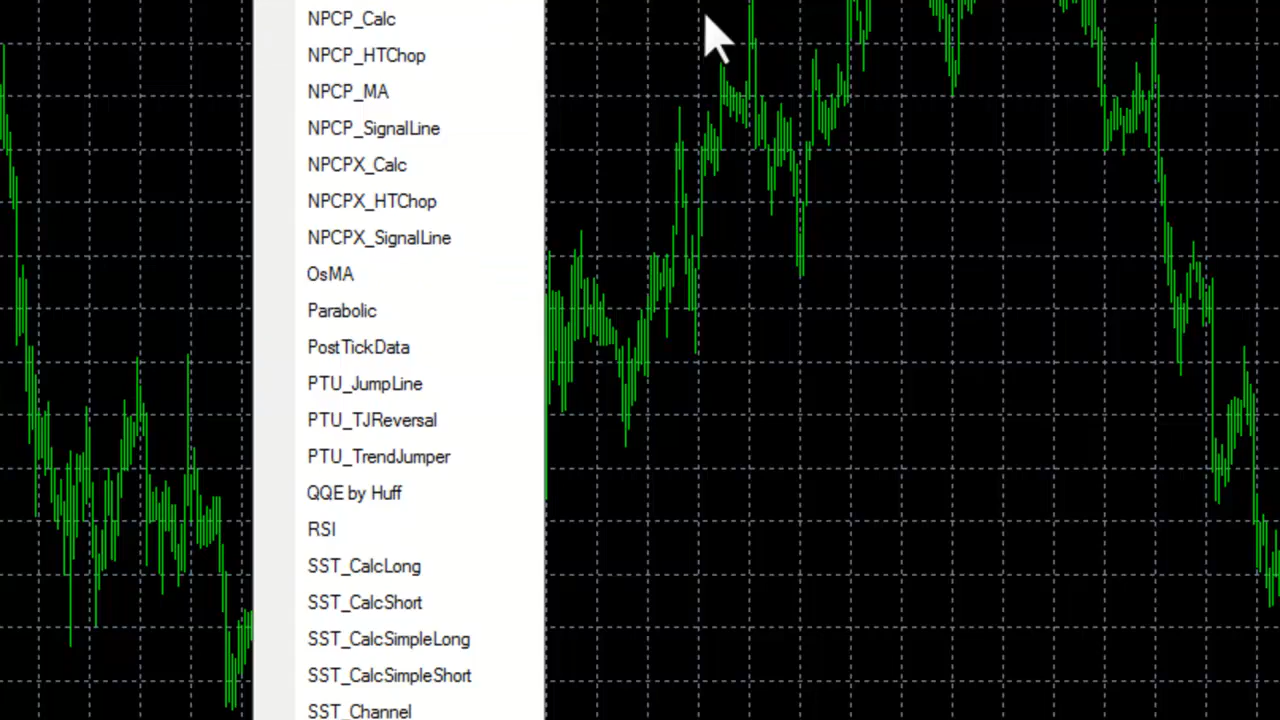 NPCP_Calc
NPCP_HTChop
NPCP_MA
NPCP_SignalLine
NPCPX_Calc
NPCPX_HTChop
NPCPX_SignalLine
OsMA
Parabolic
PostTickData
PTU_JumpLine
PTU_TJReversal
PTU_TrendJumper
QQE by Huff
RSI
SST_CalcLong
SST_CalcShort
SST_CalcSimpleLong
SST_CalcSimpleShort
SST_Channel